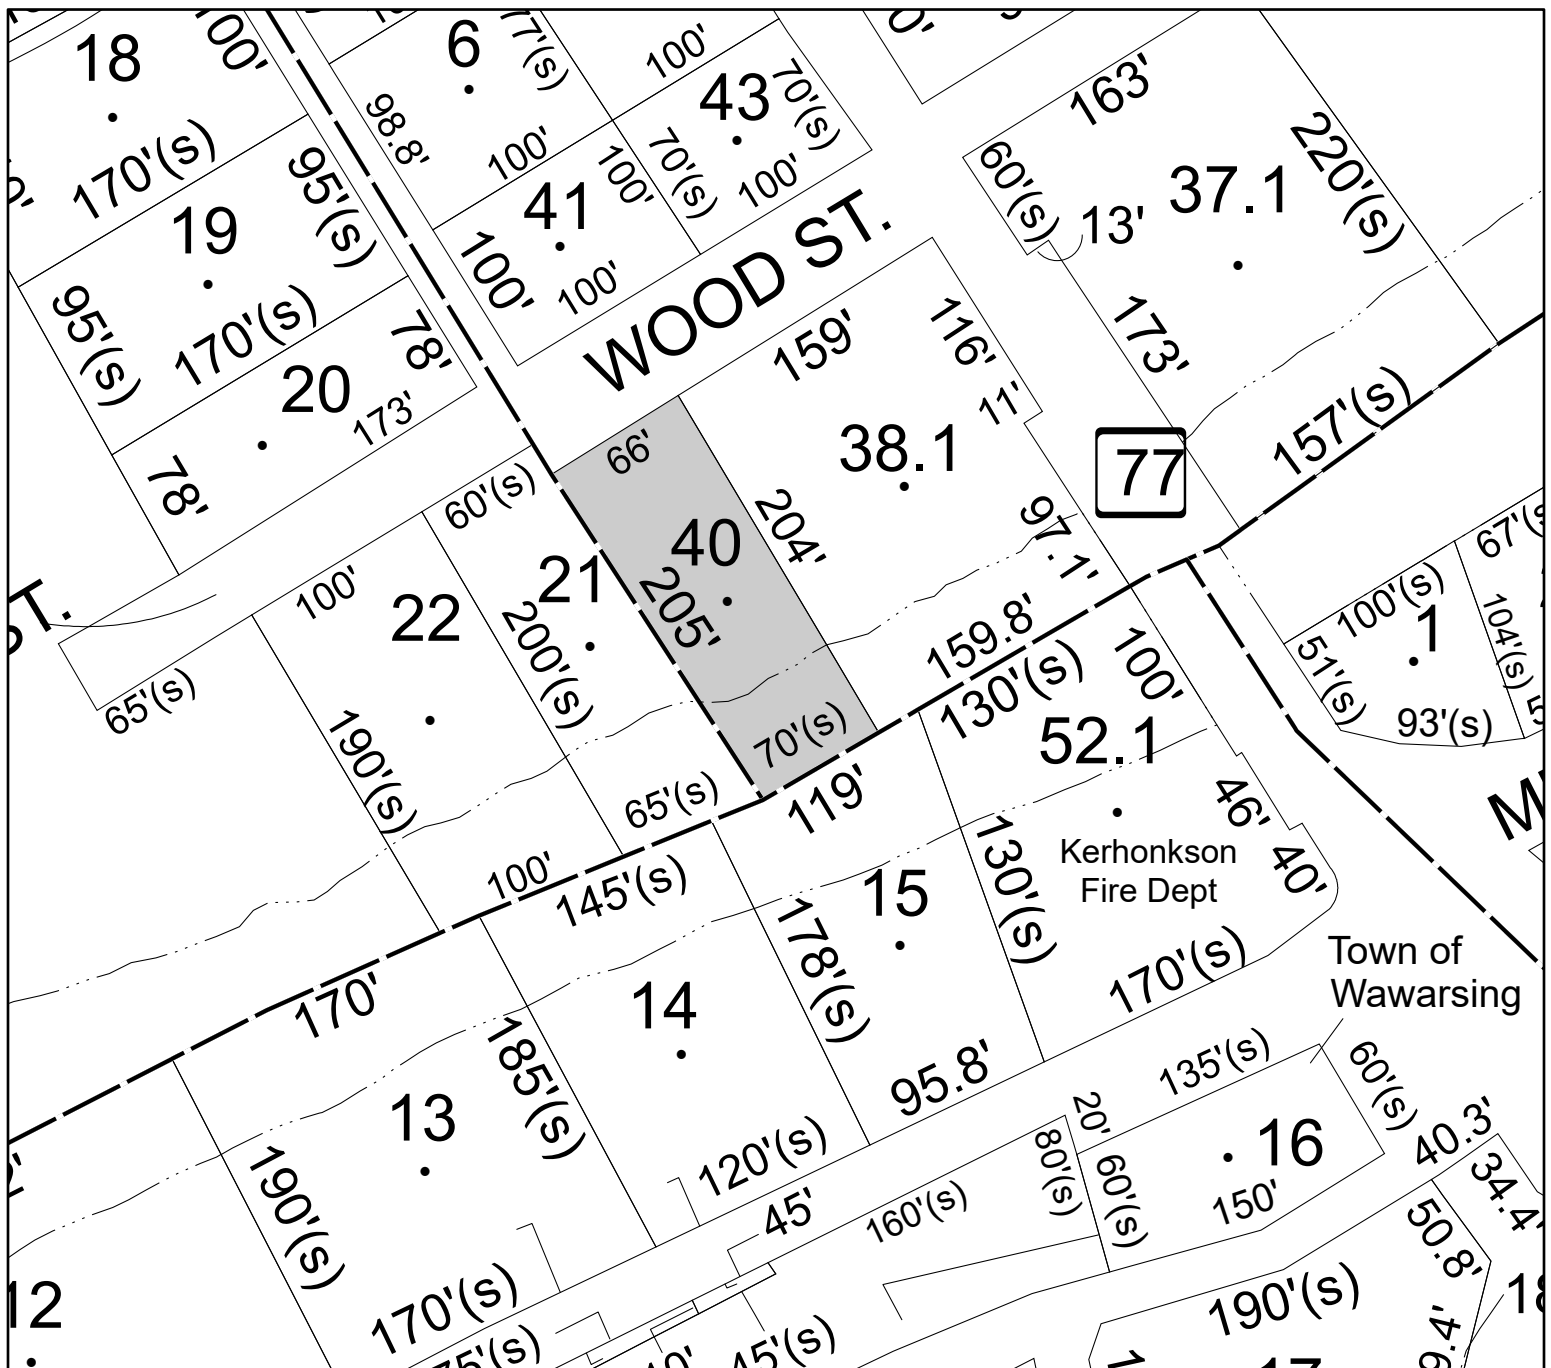 18
100'
6
77'(s)
100'
43
70'(s)
163'
98.8'
100'
70'(s)
100'
100'
60'(s)
37.1
220'(s)
170'(s)
95'(s)
19
41
13'
100'
100'
WOOD ST.
95'(s)
170'(s)
78'
20
173'
159'
116'
11'
173'
157'(s)
66'
38.1
77
78'
60'(s)
204'
97.1'
67'(s)
40
21
205'
100'
22
200'(s)
ST.
159.8'
130'(s)
100'
100'(s)
1
104'(s)
51'(s)
93'(s)
65'(s)
190'(s)
70'(s)
52.1
65'(s)
119'
46'
40'
Kerhonkson
Fire Dept
100'
145'(s)
15
130'(s)
178'(s)
170'(s)
Town of
Wawarsing
170'
14
185'(s)
95.8'
135'(s)
60'(s)
13
20'
40.3'
120'(s)
80'(s)
60'(s)
16
150'
34.4'
190'(s)
45'
160'(s)
50.8'
12
170'(s)
190'(s)
45'(s)